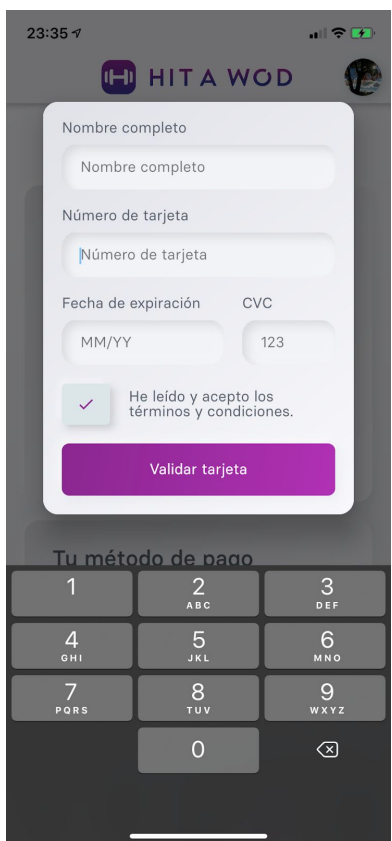 23:35
HIT A WOD
Nombre completo
Nombre completo
Número de tarjeta
Número de tarjeta
Fecha de expiración CVC
MM/YY 123
He leído y acepto los
términos y condiciones.
Validar tarjeta
Tu método de pago
1 2 3
ABC DEF
4 5 6
GHI JKL MNO
7 8 9
PQRS TUV WXYZ
0